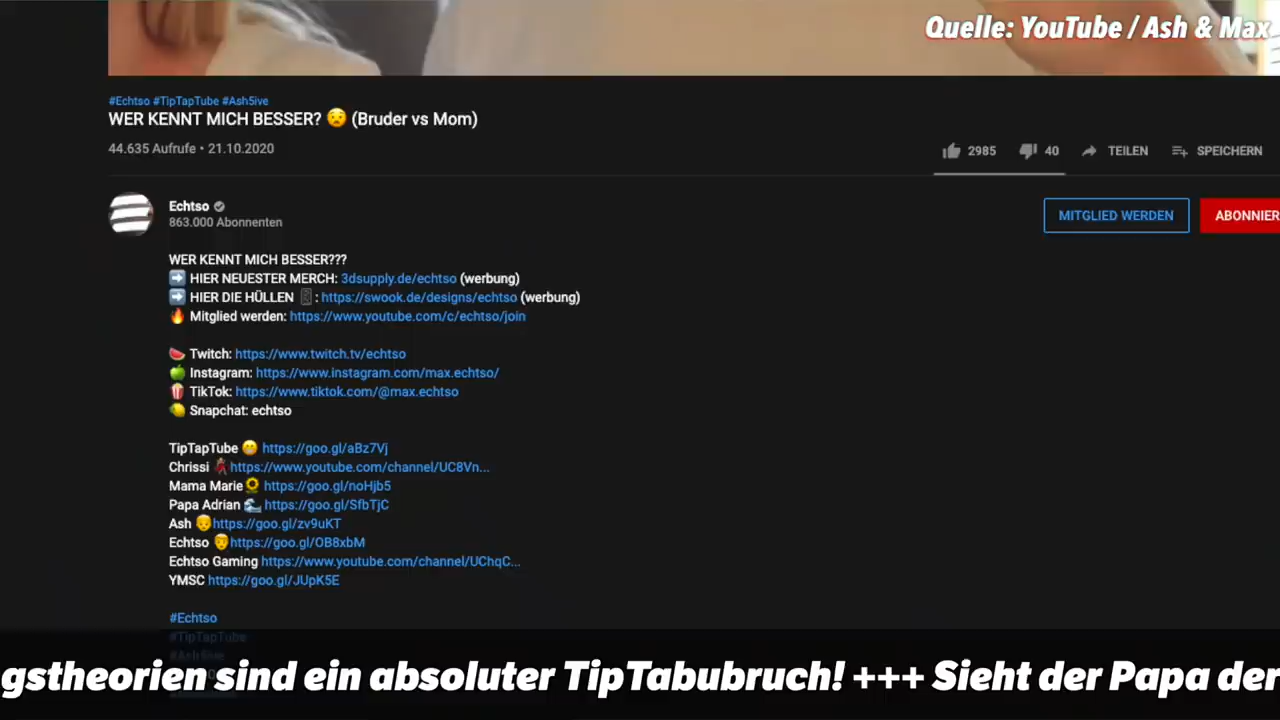 Quelle: YouTube / Ash & Max
#Echtso #TipTapTube #Ash5ive
WER KENNT MICH BESSER? 😧 (Bruder vs Mom)
44.635 Aufrufe • 21.10.2020
2985 40 TEILEN SPEICHERN
Echtso
863.000 Abonnenten
MITGLIED WERDEN ABONNIER
WER KENNT MICH BESSER???
➡️ HIER NEUESTER MERCH: 3dsupply.de/echtso (werbung)
➡️ HIER DIE HÜLLEN 📱: https://swook.de/designs/echtso (werbung)
🔥 Mitglied werden: https://www.youtube.com/c/echtso/join
🍉 Twitch: https://www.twitch.tv/echtso
🍏 Instagram: https://www.instagram.com/max.echtso/
🍿 TikTok: https://www.tiktok.com/@max.echtso
🍋 Snapchat: echtso
TipTapTube 🤭 https://goo.gl/aBz7Vj
Chrissi 💃 https://www.youtube.com/channel/UC8Vn...
Mama Marie🌻 https://goo.gl/noHjb5
Papa Adrian 🌊 https://goo.gl/SfbTjC
Ash 👴https://goo.gl/zv9uKT
Echtso 👨https://goo.gl/OB8xbM
Echtso Gaming https://www.youtube.com/channel/UChqC...
YMSC https://goo.gl/JUpK5E
#Echtso
#TipTapTube
#Ash5ive
gstheorien sind ein absoluter TipTabubruch! +++ Sieht der Papa der